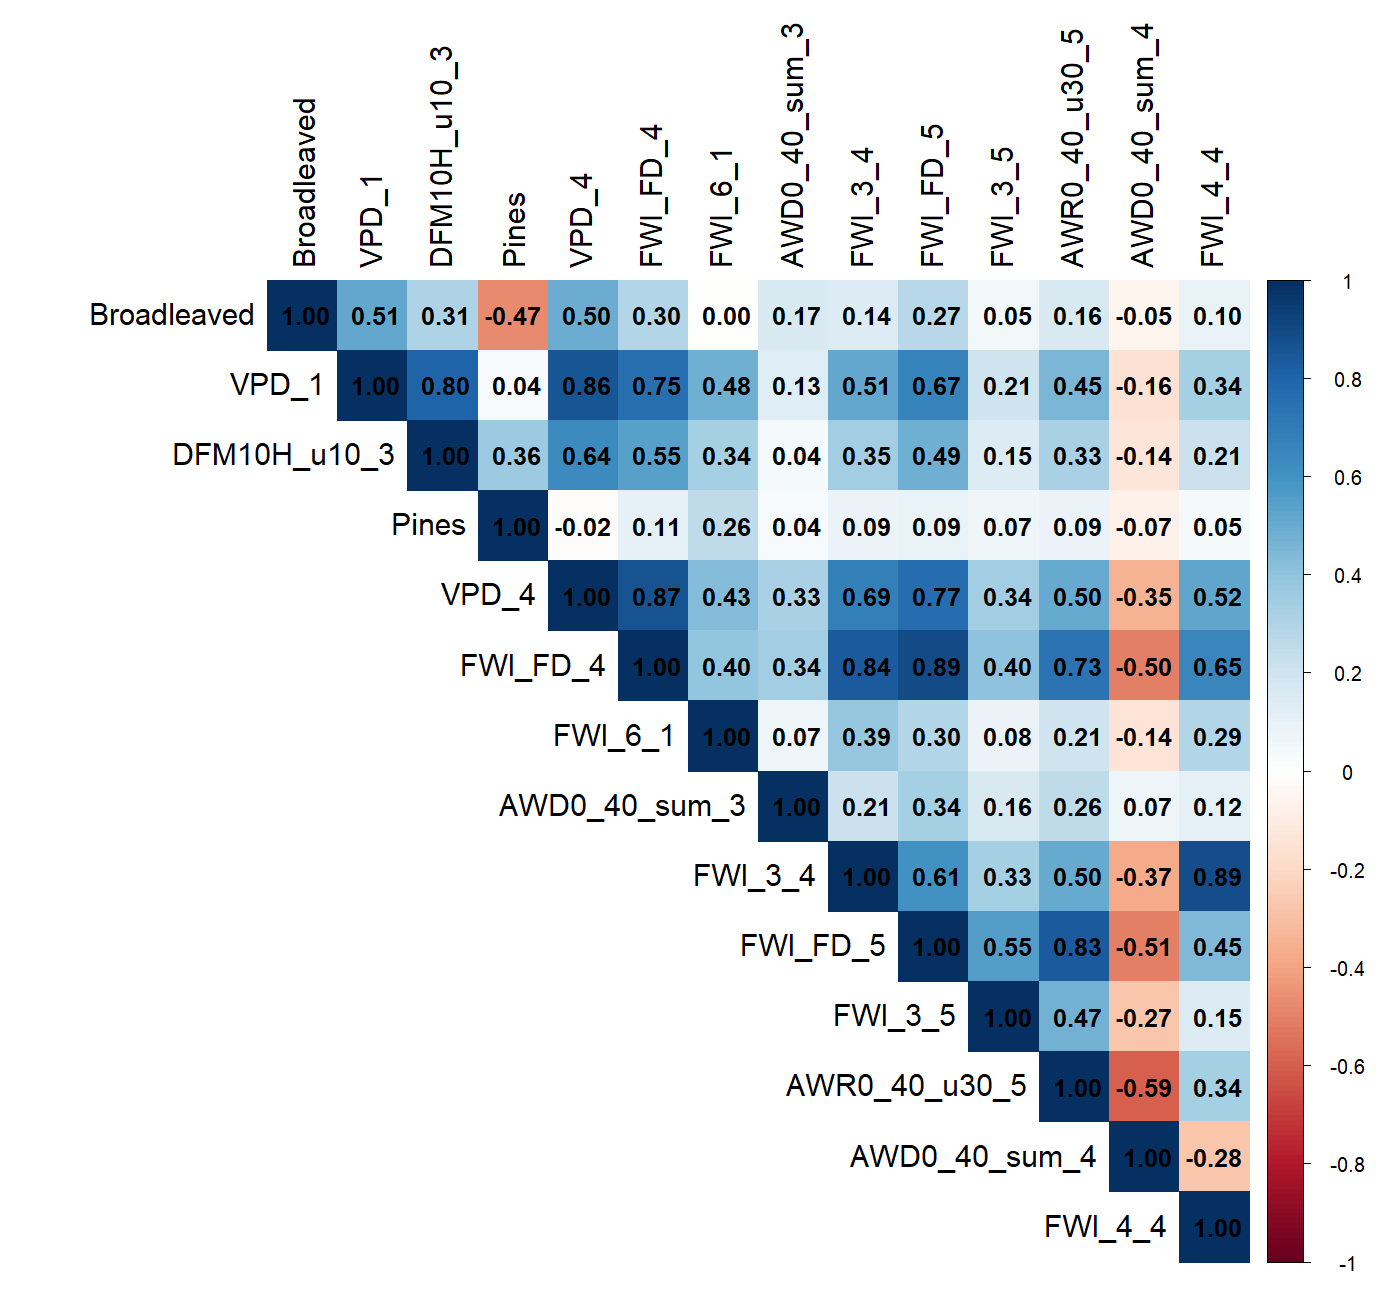 Broadleaved
VPD_1
DFM10H_u10_3
Pines
VPD_4
FWI_FD_4
FWI_6_1
AWD0_40_sum_3
FWI_3_4
FWI_FD_5
FWI_3_5
AWR0_40_u30_5
AWD0_40_sum_4
FWI_4_4
Broadleaved 1.00 0.51 0.31 -0.47 0.50 0.30 0.00 0.17 0.14 0.27 0.05 0.16 -0.05 0.10
VPD_1 1.00 0.80 0.04 0.86 0.75 0.48 0.13 0.51 0.67 0.21 0.45 -0.16 0.34
DFM10H_u10_3 1.00 0.36 0.64 0.55 0.34 0.04 0.35 0.49 0.15 0.33 -0.14 0.21
Pines 1.00 -0.02 0.11 0.26 0.04 0.09 0.09 0.07 0.09 -0.07 0.05
VPD_4 1.00 0.87 0.43 0.33 0.69 0.77 0.34 0.50 -0.35 0.52
FWI_FD_4 1.00 0.40 0.34 0.84 0.89 0.40 0.73 -0.50 0.65
FWI_6_1 1.00 0.07 0.39 0.30 0.08 0.21 -0.14 0.29
AWD0_40_sum_3 1.00 0.21 0.34 0.16 0.26 0.07 0.12
FWI_3_4 1.00 0.61 0.33 0.50 -0.37 0.89
FWI_FD_5 1.00 0.55 0.83 -0.51 0.45
FWI_3_5 1.00 0.47 -0.27 0.15
AWR0_40_u30_5 1.00 -0.59 0.34
AWD0_40_sum_4 1.00 -0.28
FWI_4_4 1.00
1
0.8
0.6
0.4
0.2
0
-0.2
-0.4
-0.6
-0.8
-1